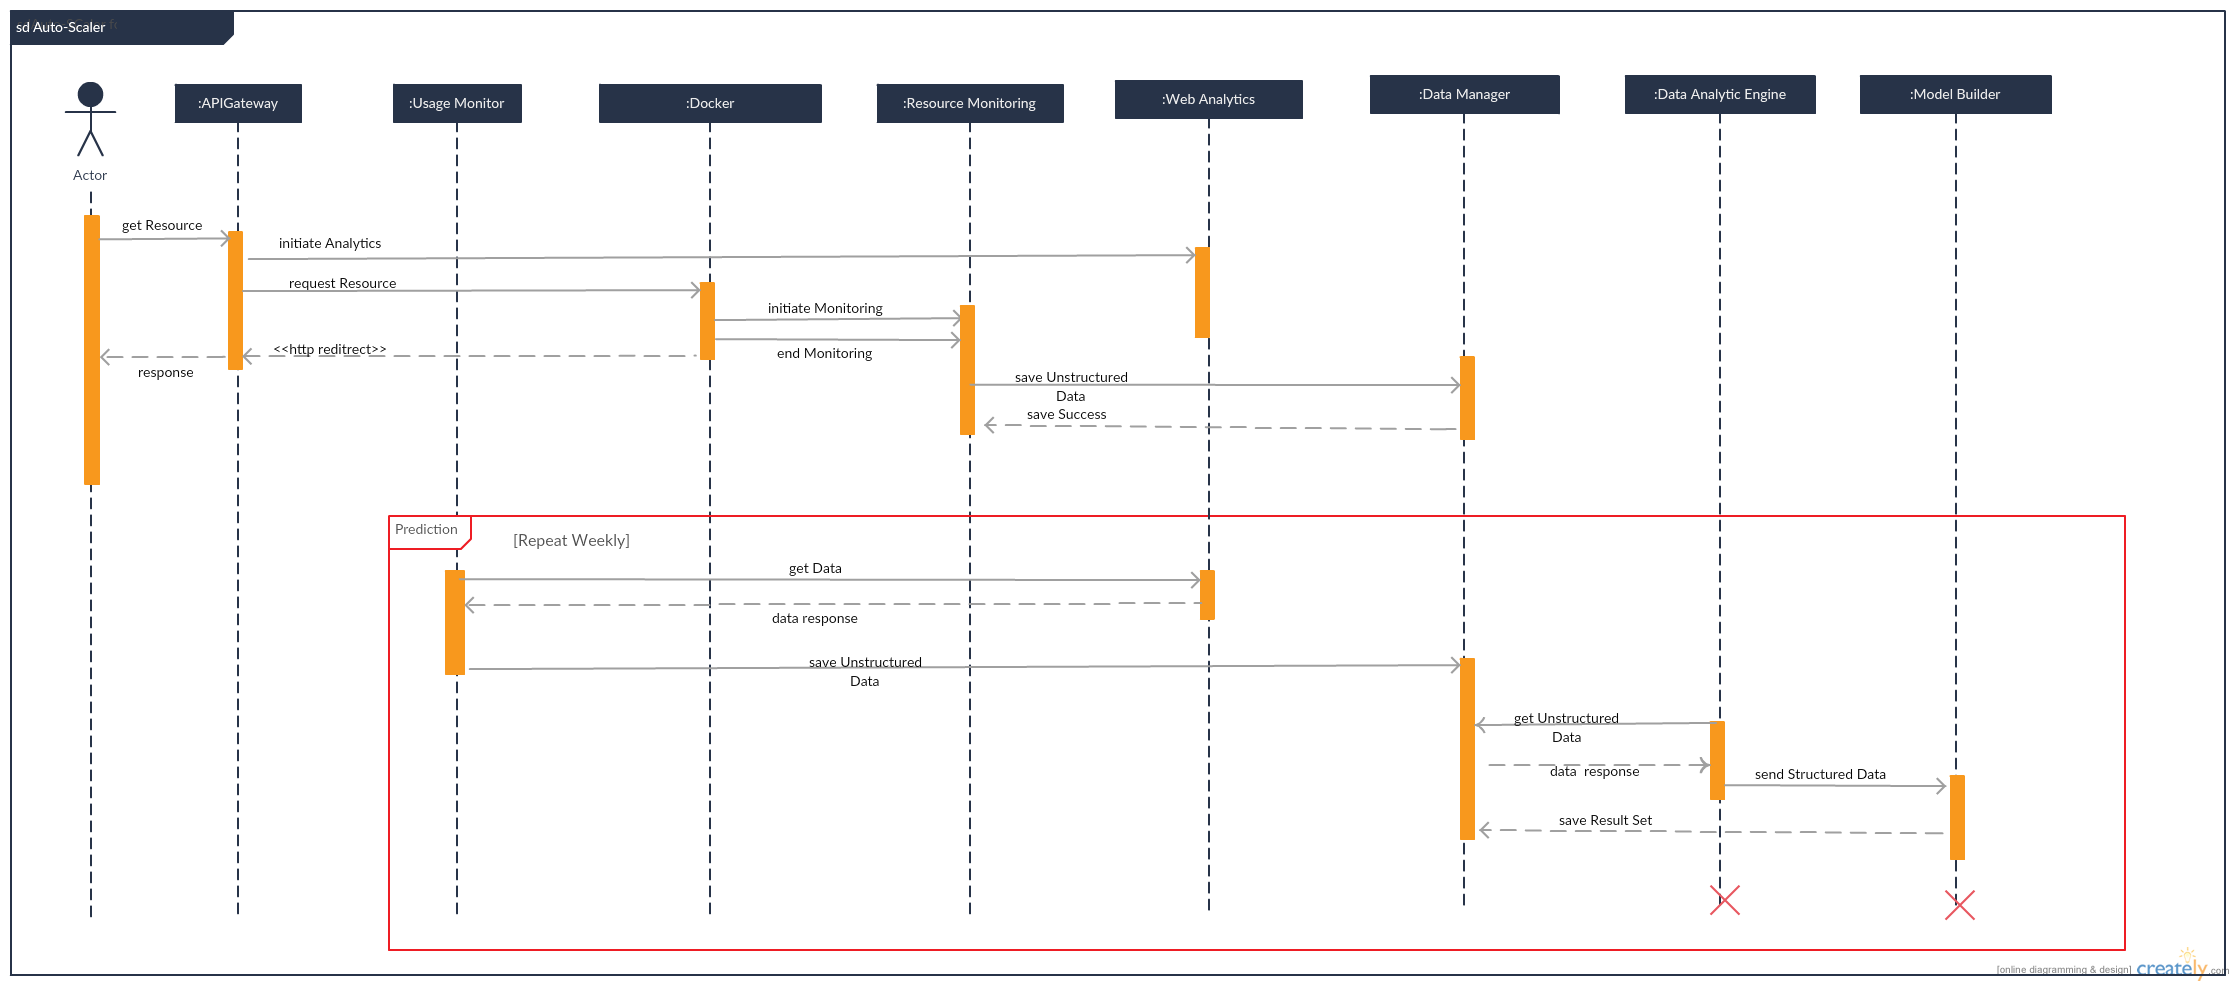 sd Auto-Scaler
:APIGateway
:Usage Monitor
:Docker
:Resource Monitoring
:Web Analytics
:Data Manager
:Data Analytic Engine
:Model Builder
Actor
get Resource
initiate Analytics
request Resource
initiate Monitoring
<<http reditrect>>
end Monitoring
response
save Unstructured
Data
save Success
Prediction
[Repeat Weekly]
get Data
data response
save Unstructured
Data
get Unstructured
Data
data response
send Structured Data
save Result Set
[online diagramming & design]
creately.com